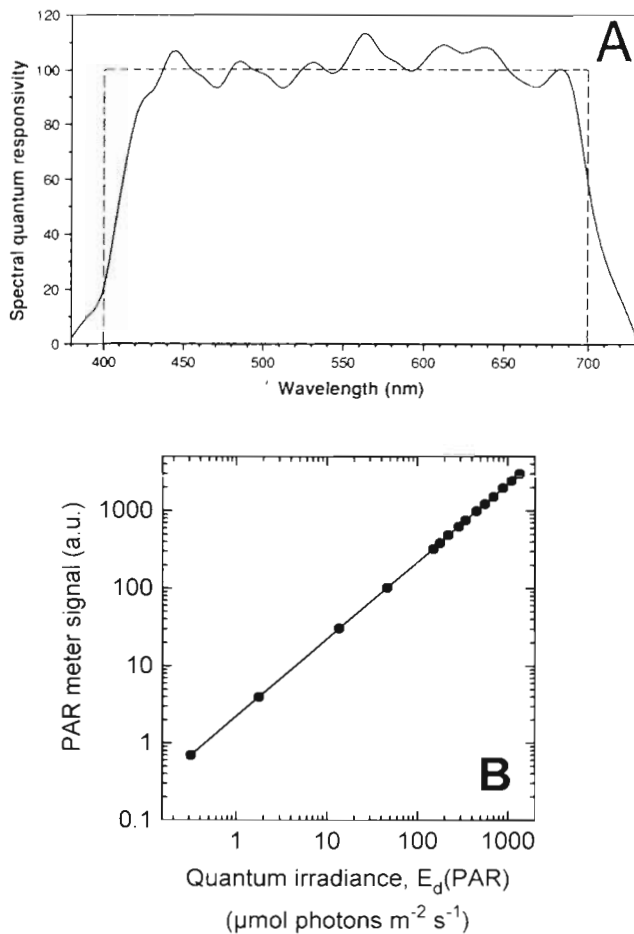 A
120
100
80
60
40
20
0
Spectral quantum responsivity
400 450 500 550 600 650 700
Wavelength (nm)
B
1000
100
10
1
0.1
PAR meter signal (a.u.)
1 10 100 1000
Quantum irradiance, E_d(PAR)
(µmol photons m⁻² s⁻¹)